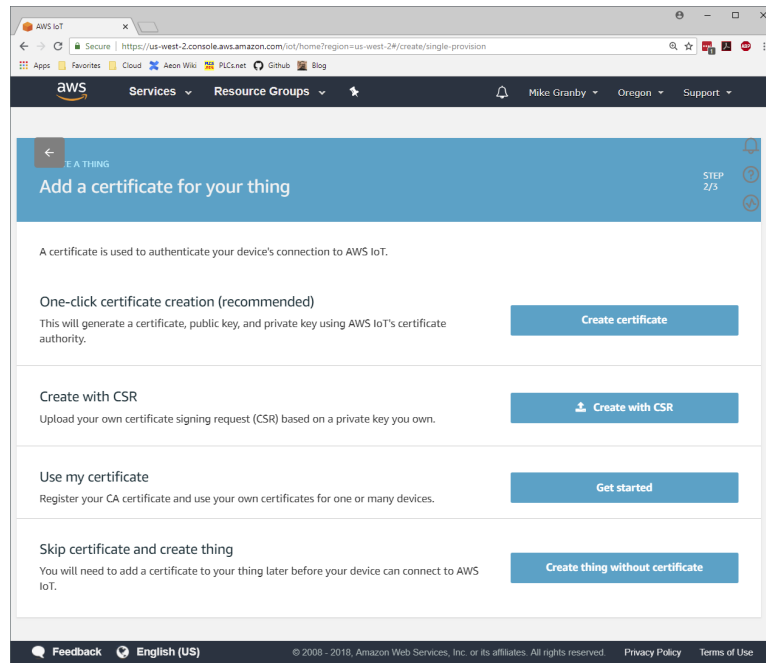 AWS IoT
Secure https://us-west-2.console.aws.amazon.com/iot/home?region=us-west-2#/create/single-provision
Apps Favorites Cloud Aeon Wiki PLCs.net Github Blog
aws Services Resource Groups Mike Granby Oregon Support
E A THING
Add a certificate for your thing
STEP
2/3
A certificate is used to authenticate your device's connection to AWS IoT.
One-click certificate creation (recommended)
This will generate a certificate, public key, and private key using AWS IoT's certificate
authority.
Create certificate
Create with CSR
Upload your own certificate signing request (CSR) based on a private key you own.
Create with CSR
Use my certificate
Register your CA certificate and use your own certificates for one or many devices.
Get started
Skip certificate and create thing
You will need to add a certificate to your thing later before your device can connect to AWS
IoT.
Create thing without certificate
Feedback English (US) © 2008 - 2018, Amazon Web Services, Inc. or its affiliates. All rights reserved. Privacy Policy Terms of Use